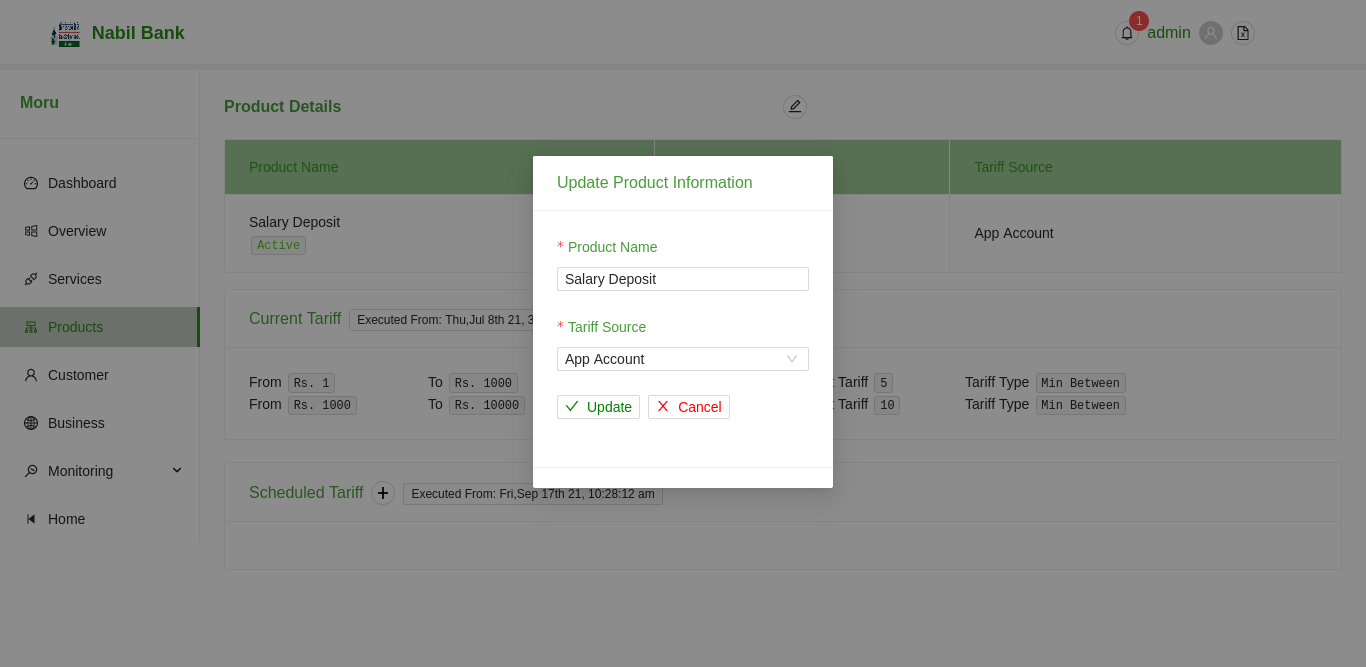 Nabil Bank
1
admin
Moru
Dashboard
Overview
Services
Products
Customer
Business
Monitoring
Home
Product Details
Product Name
Tariff Source
Salary Deposit
Active
App Account
Current Tariff Executed From: Thu,Jul 8th 21, 3
From Rs. 1 To Rs. 1000 Tariff 5 Tariff Type Min Between
From Rs. 1000 To Rs. 10000 Tariff 10 Tariff Type Min Between
Scheduled Tariff Executed From: Fri,Sep 17th 21, 10:28:12 am
Update Product Information
* Product Name
Salary Deposit
* Tariff Source
App Account
Update Cancel